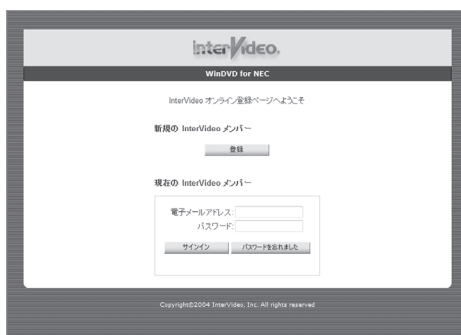 InterVideo.
WinDVD for NEC
InterVideo オンライン登録ページへようこそ
新規の InterVideo メンバー
登録
現在の InterVideo メンバー
電子メールアドレス:
パスワード:
サインイン パスワードを忘れました
Copyright©2004 InterVideo, Inc. All rights reserved